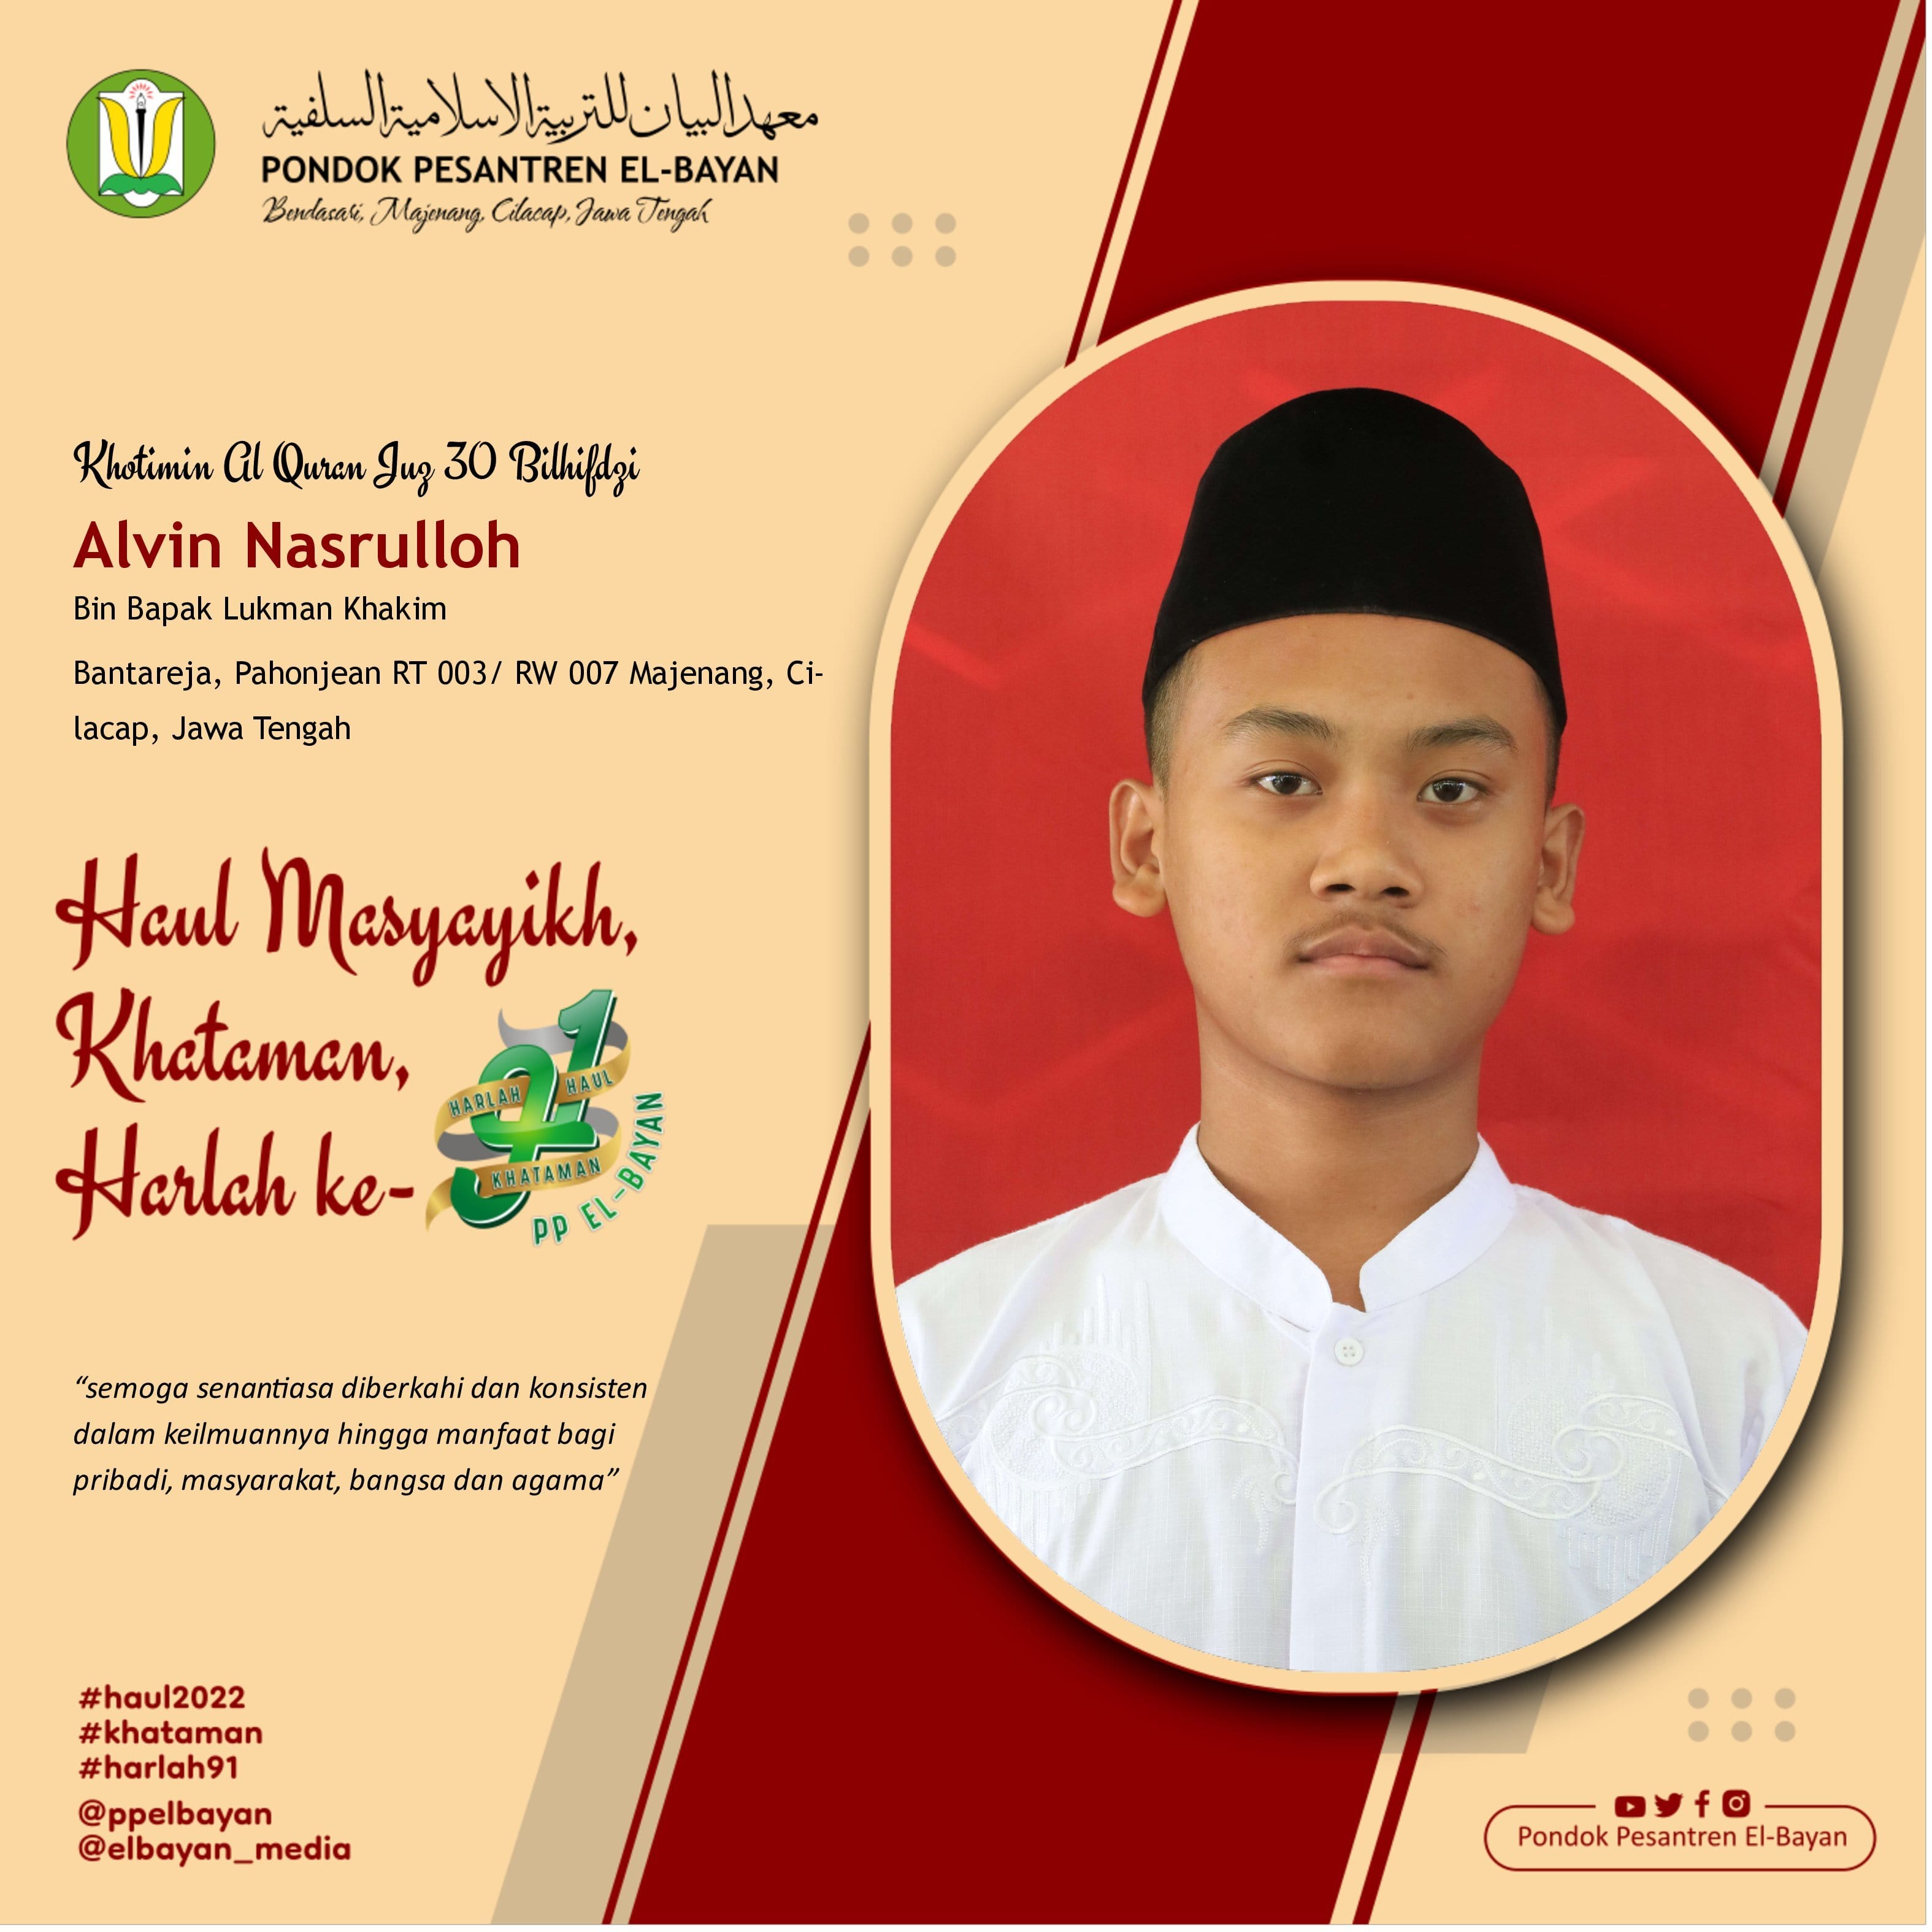 معهد البيان للتربية الاسلامية السلفية
PONDOK PESANTREN EL-BAYAN
Bendasari, Majenang, Cilacap, Jawa Tengah
Khotimin Al Quran Juz 30 Bilhifdzi
Alvin Nasrulloh
Bin Bapak Lukman Khakim
Bantareja, Pahonjean RT 003/ RW 007 Majenang, Ci-
lacap, Jawa Tengah
Haul Masyayikh,
Khataman,
Harlah ke-
91
HARLAH HAUL
KHATAMAN
PP EL-BAYAN
“semoga senantiasa diberkahi dan konsisten
dalam keilmuannya hingga manfaat bagi
pribadi, masyarakat, bangsa dan agama”
#haul2022
#khataman
#harlah91
@ppelbayan
@elbayan_media
Pondok Pesantren El-Bayan